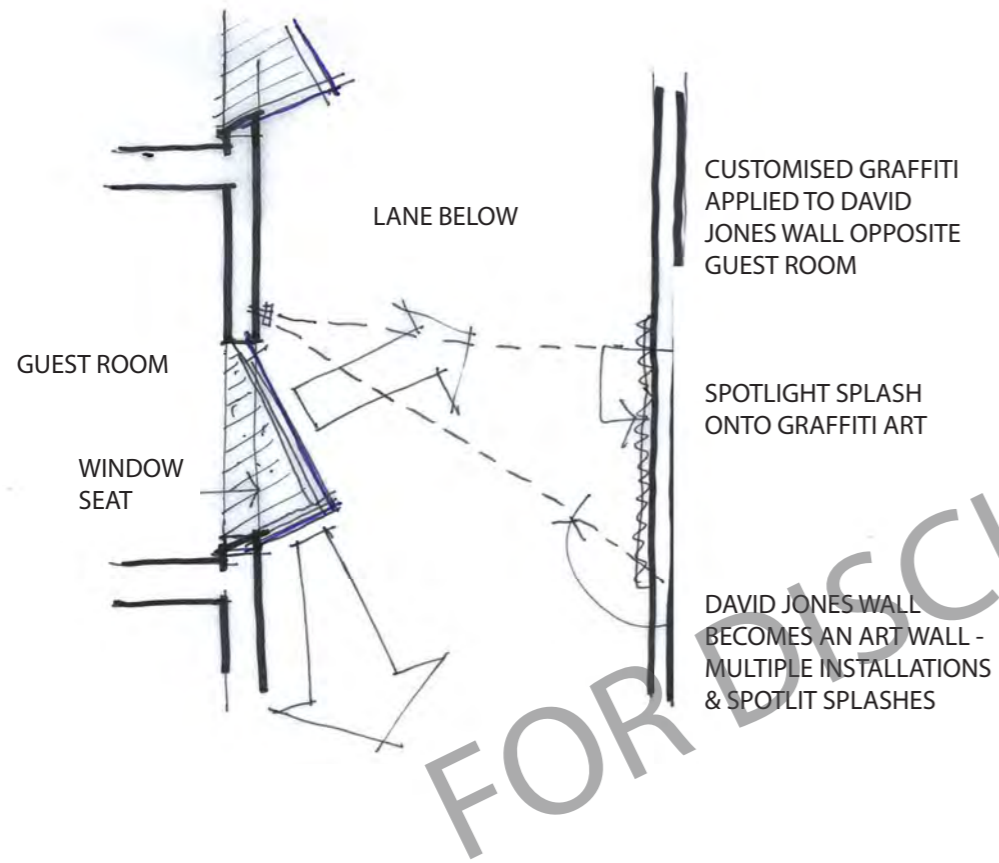 CUSTOMISED GRAFFITI
APPLIED TO DAVID
JONES WALL OPPOSITE
GUEST ROOM
LANE BELOW
GUEST ROOM
SPOTLIGHT SPLASH
ONTO GRAFFITI ART
WINDOW
SEAT
DAVID JONES WALL
BECOMES AN ART WALL -
MULTIPLE INSTALLATIONS
& SPOTLIT SPLASHES
FOR DISC